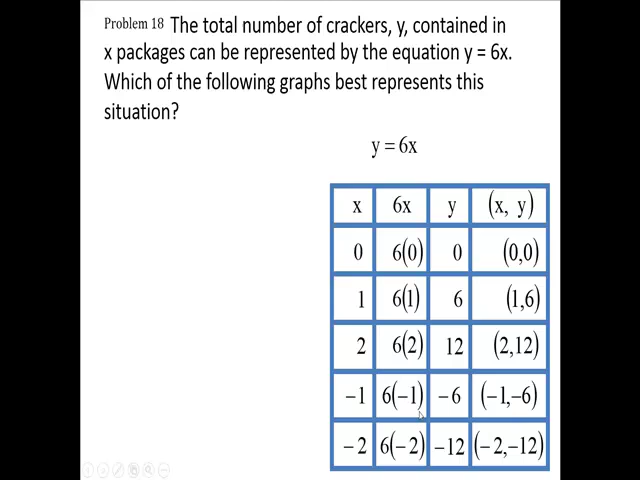 Problem 18 The total number of crackers, y, contained in
x packages can be represented by the equation y = 6x.
Which of the following graphs best represents this
situation?
y = 6x
x 6x y (x, y)
0 6(0) 0 (0,0)
1 6(1) 6 (1,6)
2 6(2) 12 (2,12)
−1 6(−1) −6 (−1,−6)
−2 6(−2) −12 (−2,−12)